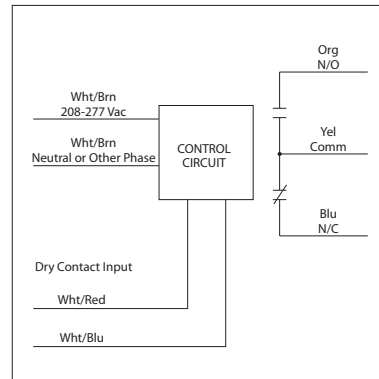 Org
N/O
Wht/Brn
208-277 Vac
Yel
Comm
Wht/Brn
Neutral or Other Phase
CONTROL
CIRCUIT
Blu
N/C
Dry Contact Input
Wht/Red
Wht/Blu